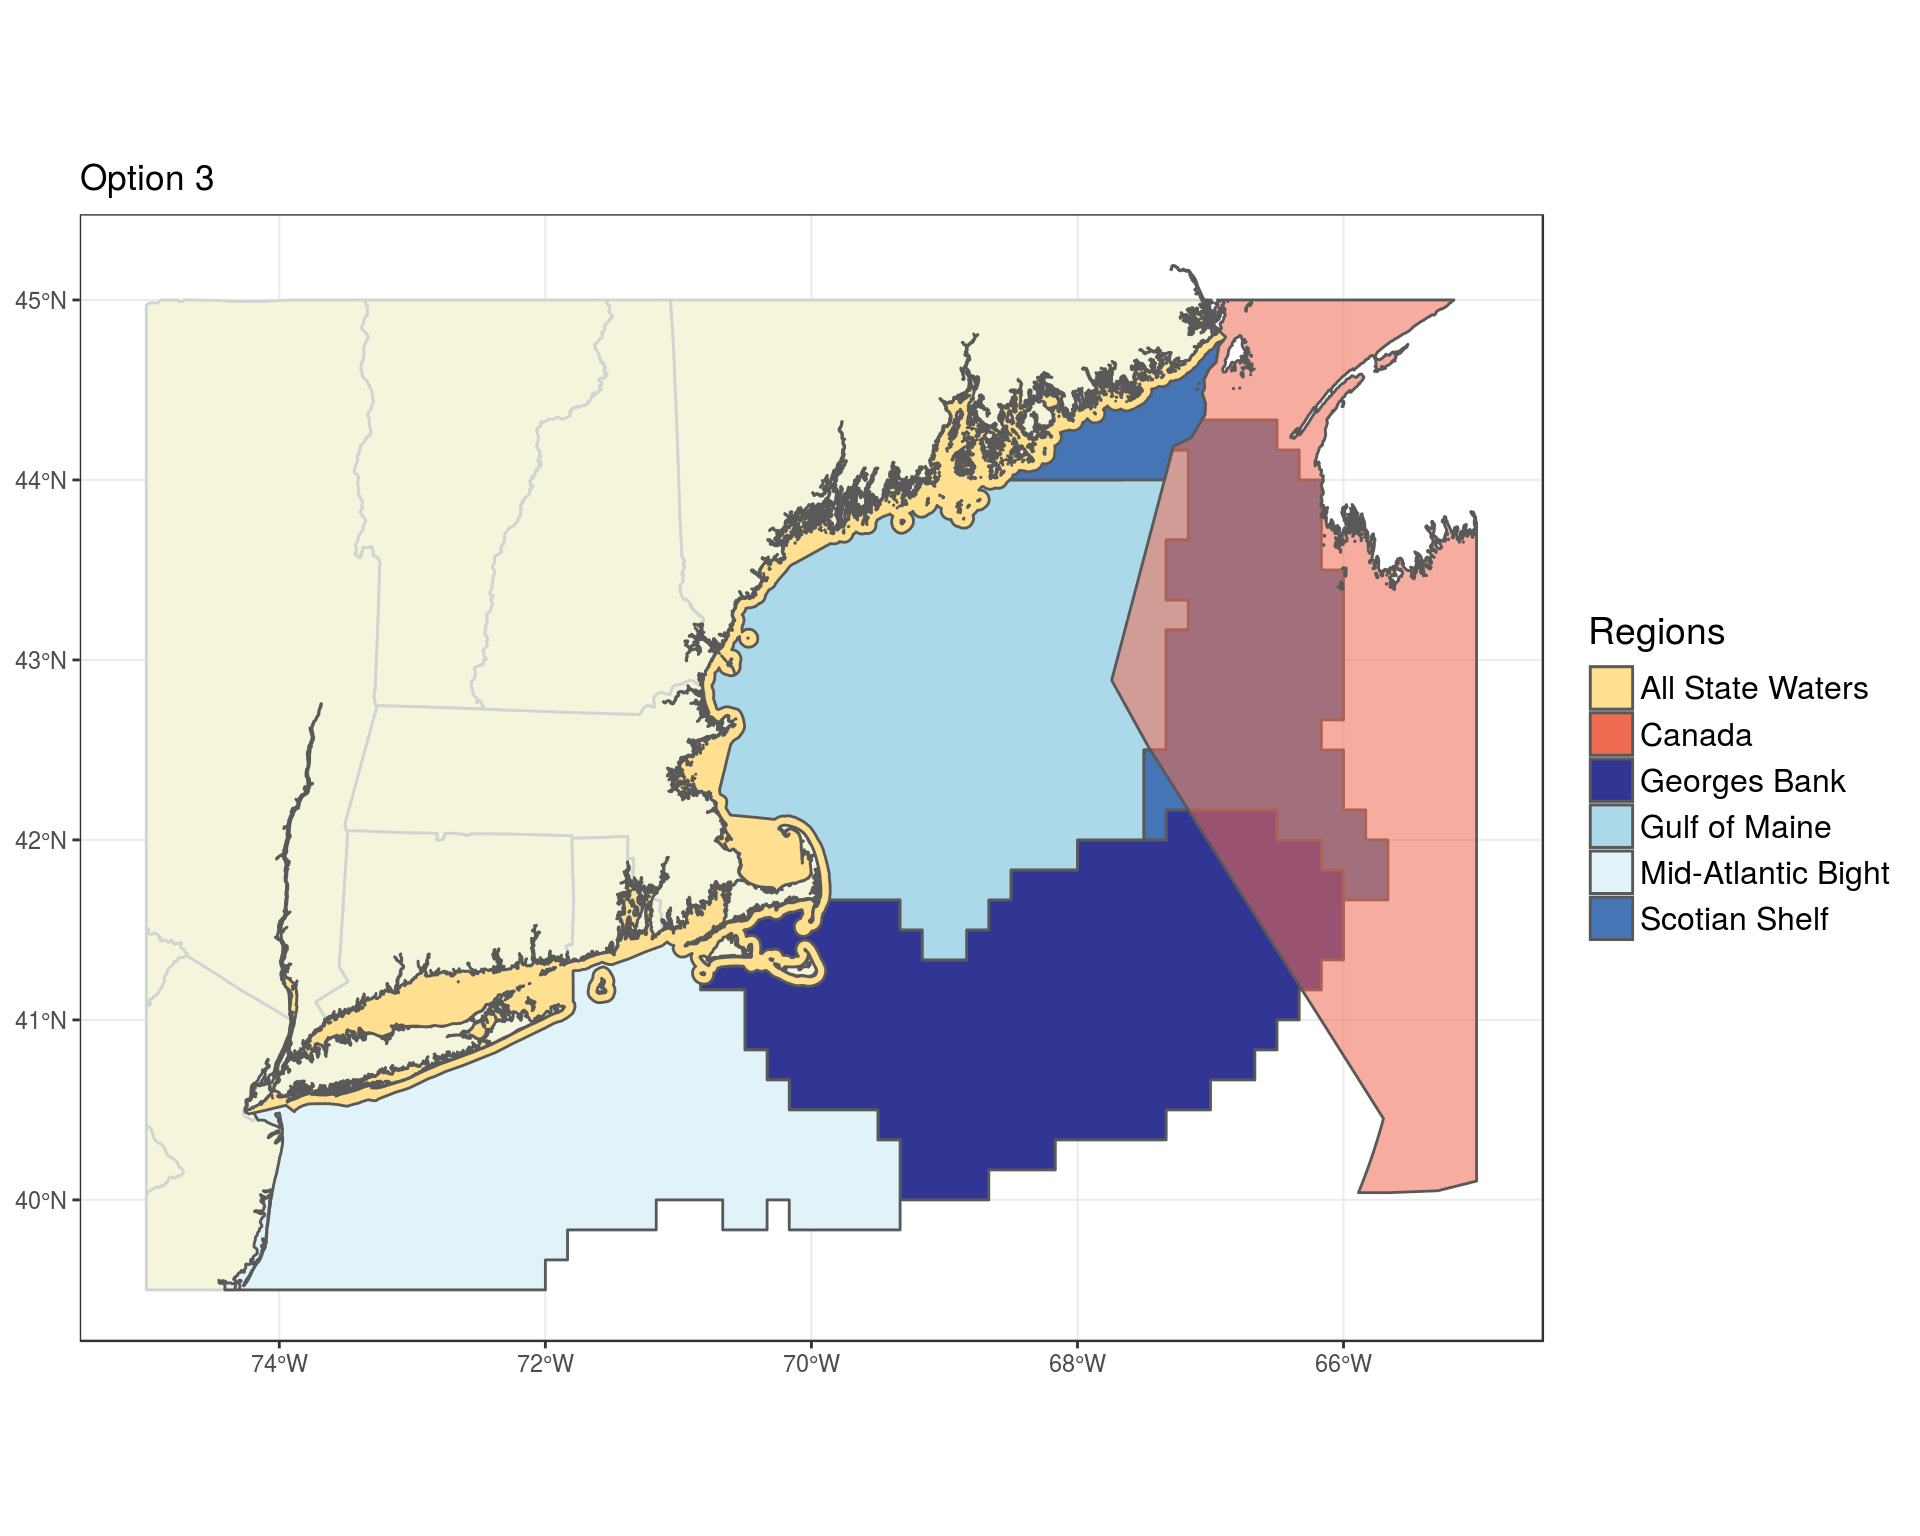 Option 3
45°N
44°N
43°N
42°N
41°N
40°N
74°W
72°W
70°W
68°W
66°W
Regions
All State Waters
Canada
Georges Bank
Gulf of Maine
Mid-Atlantic Bight
Scotian Shelf